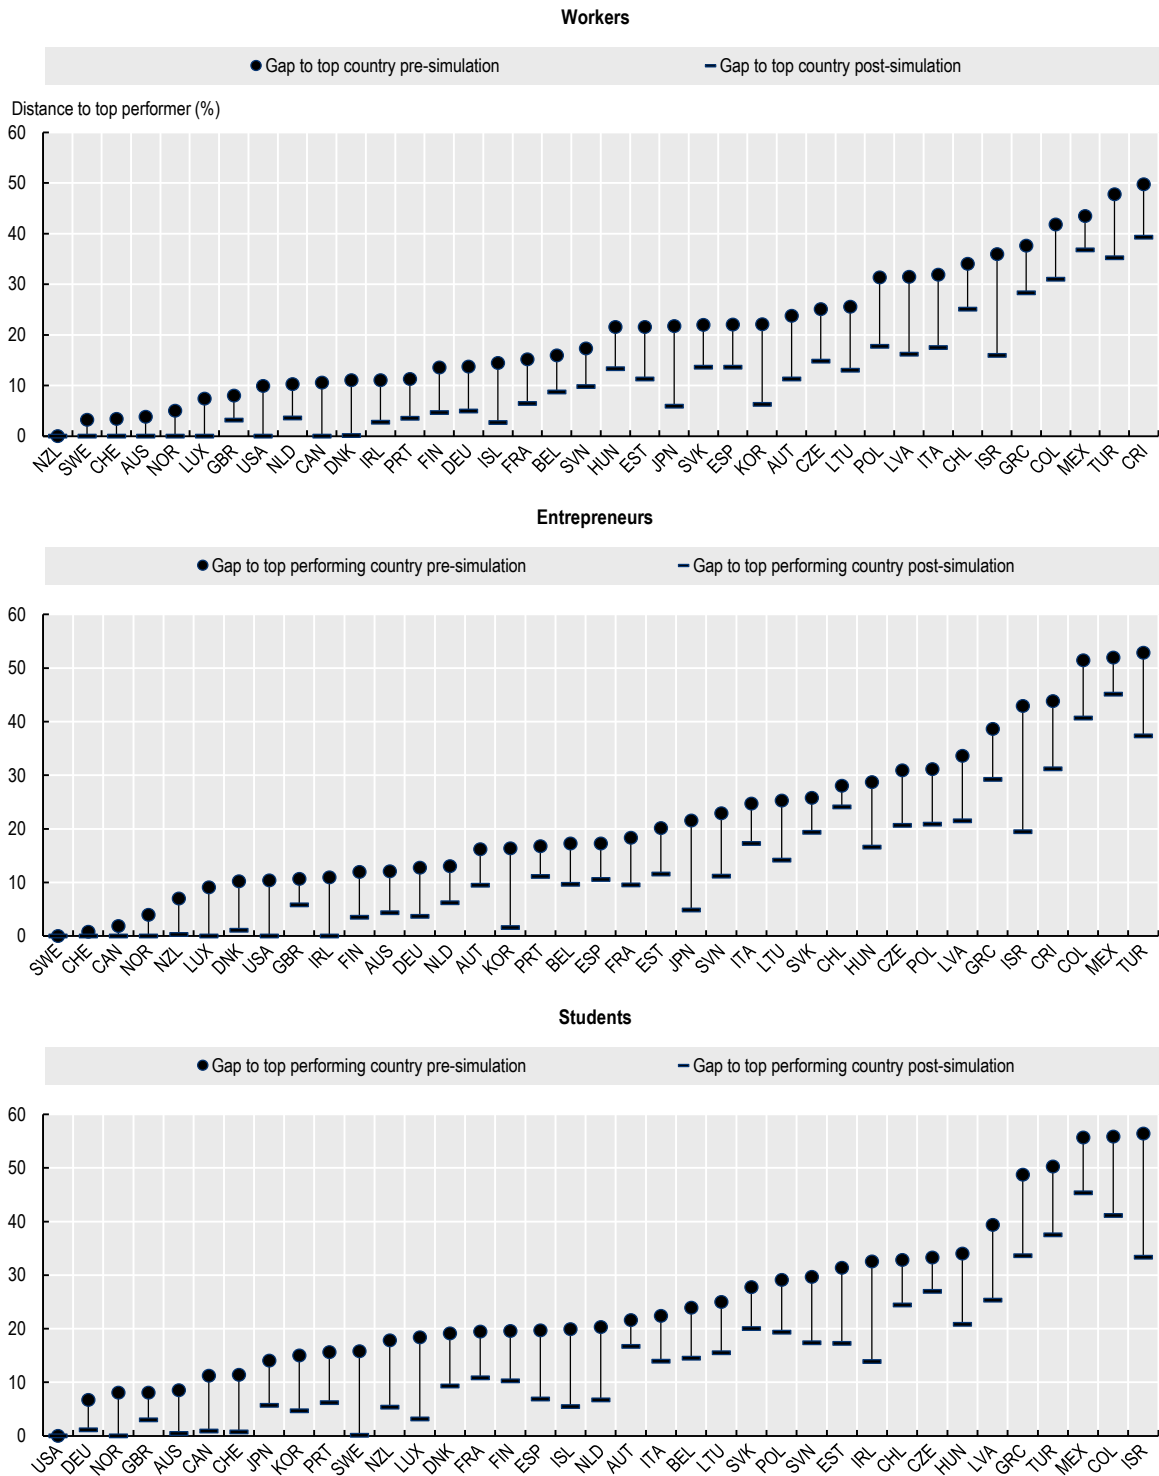 Workers
Gap to top country pre-simulation
Gap to top country post-simulation
Distance to top performer (%)
60
50
40
30
20
10
0
NZL SWE CHE AUS NOR LUX GBR USA NLD CAN DNK IRL PRT FIN DEU ISL FRA BEL SVN HUN EST JPN SVK ESP KOR AUT CZE LTU POL LVA ITA CHL ISR GRC COL MEX TUR CRI
Entrepreneurs
Gap to top performing country pre-simulation
Gap to top performing country post-simulation
60
50
40
30
20
10
0
SWE CHE CAN NOR NZL LUX DNK USA GBR IRL FIN AUS DEU NLD AUT KOR PRT BEL ESP FRA EST JPN SVN ITA LTU SVK CHL HUN CZE POL LVA GRC ISR CRI COL MEX TUR
Students
Gap to top performing country pre-simulation
Gap to top performing country post-simulation
60
50
40
30
20
10
0
USA DEU NOR GBR AUS CAN CHE JPN KOR PRT SWE NZL LUX DNK FRA FIN ESP ISL NLD AUT ITA BEL LTU SVK POL SVN EST IRL CHL CZE HUN LVA GRC TUR MEX COL ISR